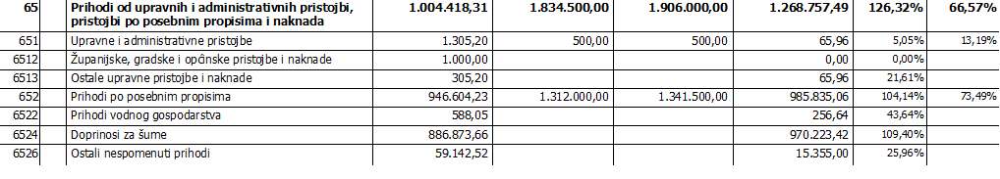 65 Prihodi od upravnih i administrativnih pristojbi, pristojbi po posebnim propisima i naknada 1.004.418,31 1.834.500,00 1.906.000,00 1.268.757,49 126,32% 66,57%
651 Upravne i administrativne pristojbe 1.305,20 500,00 500,00 65,96 5,05% 13,19%
6512 Županijske, gradske i općinske pristojbe i naknade 1.000,00 0,00 0,00%
6513 Ostale upravne pristojbe i naknade 305,20 65,96 21,61%
652 Prihodi po posebnim propisima 946.604,23 1.312.000,00 1.341.500,00 985.835,06 104,14% 73,49%
6522 Prihodi vodnog gospodarstva 588,05 256,64 43,64%
6524 Doprinosi za šume 886.873,66 970.223,42 109,40%
6526 Ostali nespomenuti prihodi 59.142,52 15.355,00 25,96%